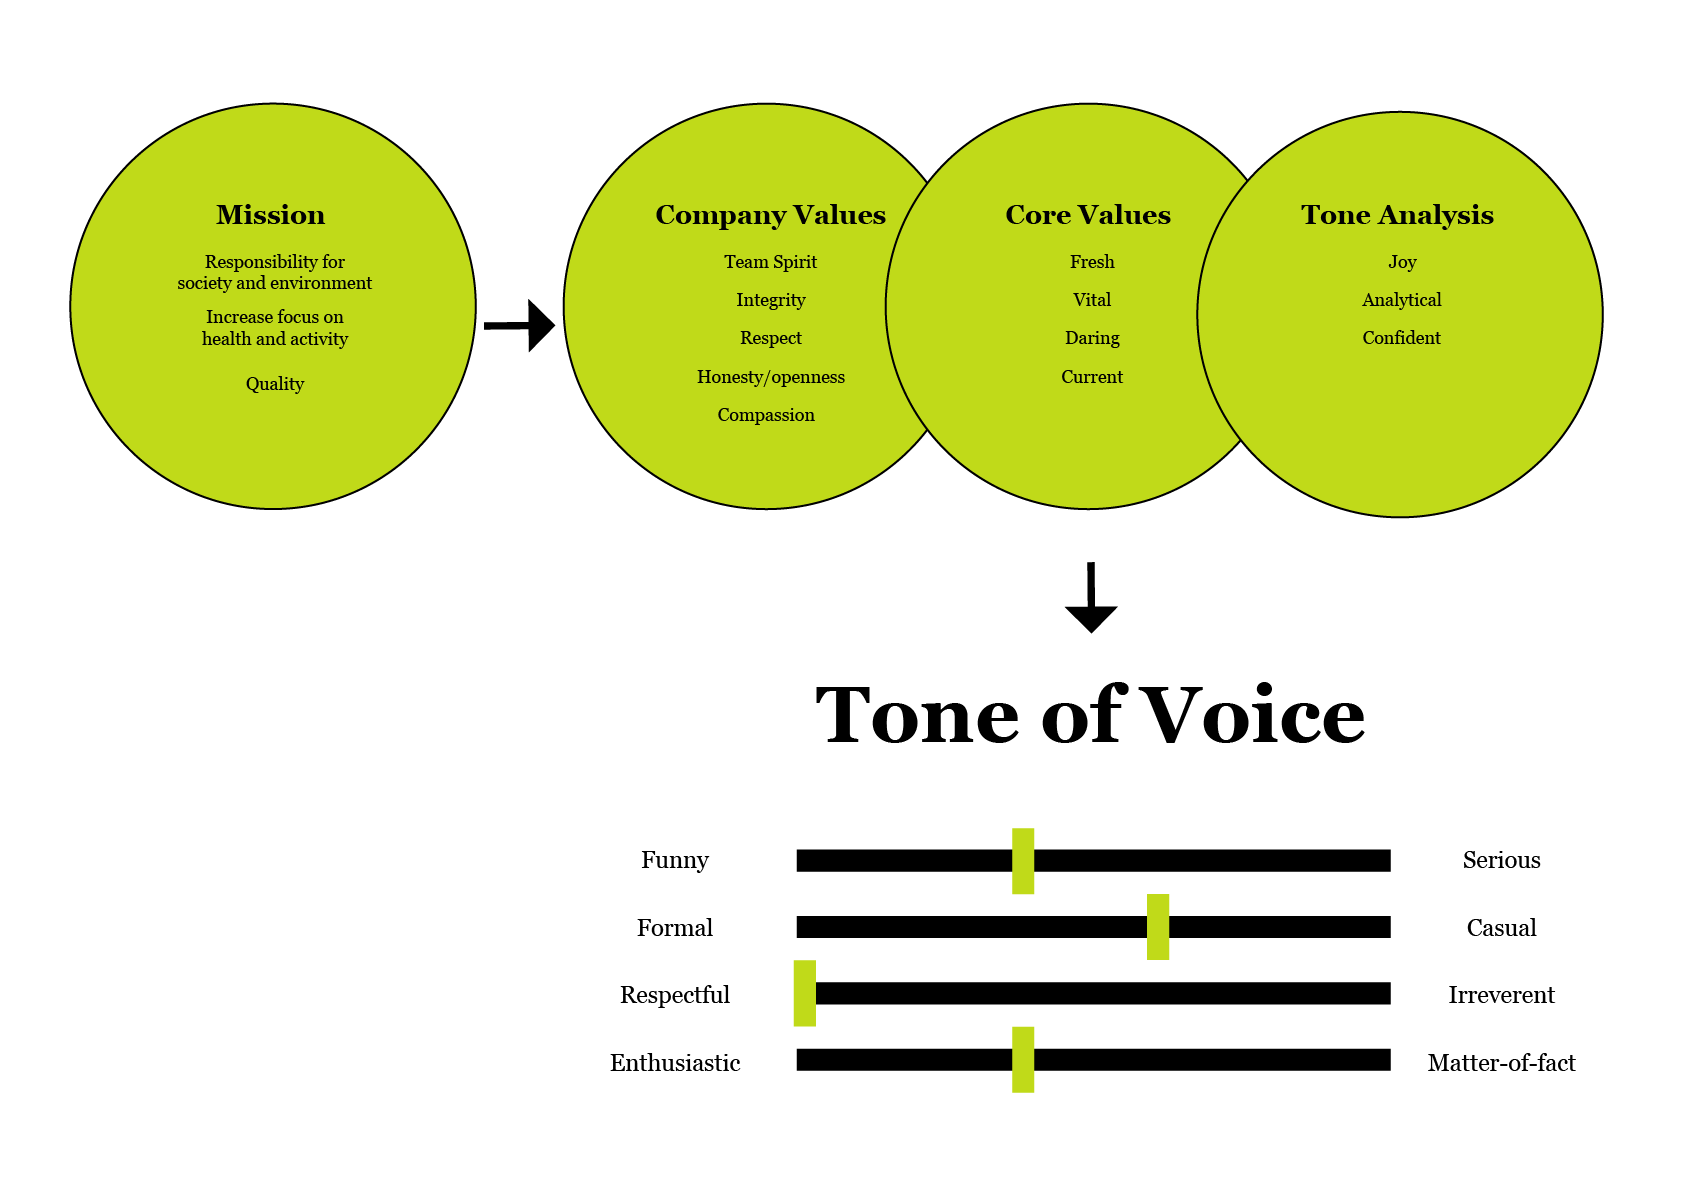 Mission
Responsibility for
society and environment
Increase focus on
health and activity
Quality
Company Values
Team Spirit
Integrity
Respect
Honesty/openness
Compassion
Core Values
Fresh
Vital
Daring
Current
Tone Analysis
Joy
Analytical
Confident
Tone of Voice
Funny
Serious
Formal
Casual
Respectful
Irreverent
Enthusiastic
Matter-of-fact